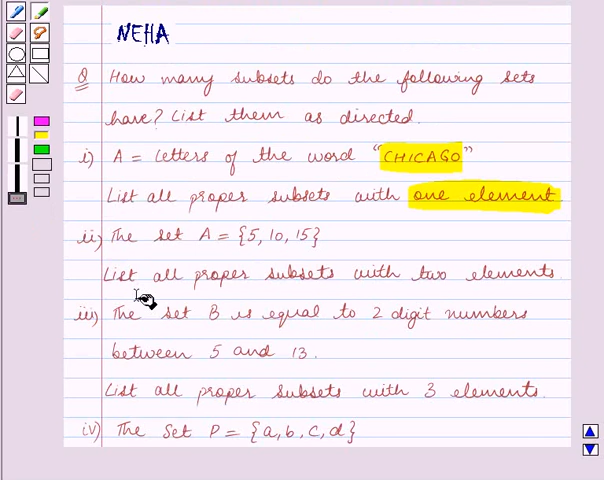 NEHA
Q How many subsets do the following sets
have? List them as directed.
i) A = Letters of the word "CHICAGO"
List all proper subsets with one element.
ii) The set A = {5, 10, 15}
List all proper subsets with two elements.
iii) The set B is equal to 2 digit numbers
between 5 and 13.
List all proper subsets with 3 elements.
iv) The Set P = {a, b, c, d}